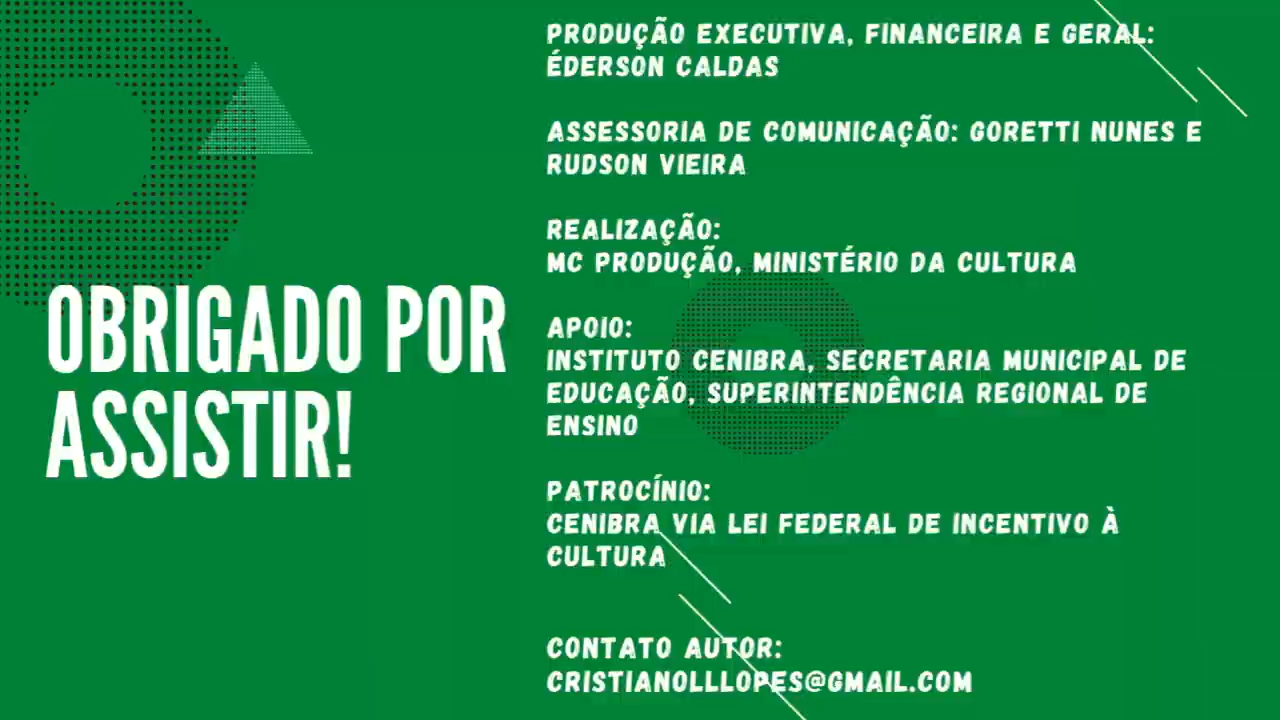 OBRIGADO POR
ASSISTIR!
PRODUÇÃO EXECUTIVA, FINANCEIRA E GERAL:
ÉDERSON CALDAS
ASSESSORIA DE COMUNICAÇÃO: GORETTI NUNES E
RUDSON VIEIRA
REALIZAÇÃO:
MC PRODUÇÃO, MINISTÉRIO DA CULTURA
APOIO:
INSTITUTO CENIBRA, SECRETARIA MUNICIPAL DE
EDUCAÇÃO, SUPERINTENDÊNCIA REGIONAL DE
ENSINO
PATROCÍNIO:
CENIBRA VIA LEI FEDERAL DE INCENTIVO À
CULTURA
CONTATO AUTOR:
CRISTIANOLLLOPES@GMAIL.COM